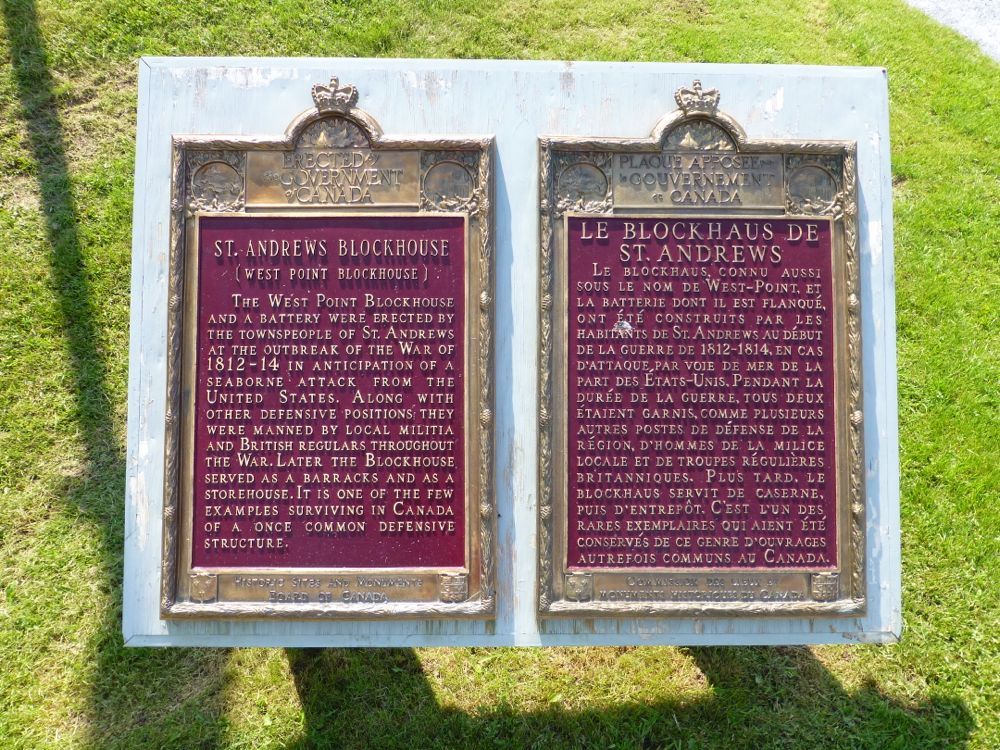 ERECTED BY
THE GOVERNMENT
OF CANADA
ST. ANDREWS BLOCKHOUSE
(WEST POINT BLOCKHOUSE)
THE WEST POINT BLOCKHOUSE
AND A BATTERY WERE ERECTED BY
THE TOWNSPEOPLE OF ST. ANDREWS
AT THE OUTBREAK OF THE WAR OF
1812-14 IN ANTICIPATION OF A
SEABORNE ATTACK FROM THE
UNITED STATES. ALONG WITH
OTHER DEFENSIVE POSITIONS THEY
WERE MANNED BY LOCAL MILITIA
AND BRITISH REGULARS THROUGHOUT
THE WAR. LATER THE BLOCKHOUSE
SERVED AS A BARRACKS AND AS A
STOREHOUSE. IT IS ONE OF THE FEW
EXAMPLES SURVIVING IN CANADA
OF A ONCE COMMON DEFENSIVE
STRUCTURE.
HISTORIC SITES AND MONUMENTS
BOARD OF CANADA
PLAQUE APPOSÉE PAR
LE GOUVERNEMENT
DU CANADA
LE BLOCKHAUS DE
ST. ANDREWS
LE BLOCKHAUS, CONNU AUSSI
SOUS LE NOM DE WEST-POINT, ET
LA BATTERIE DONT IL EST FLANQUÉ,
ONT ÉTÉ CONSTRUITS PAR LES
HABITANTS DE ST. ANDREWS AU DÉBUT
DE LA GUERRE DE 1812-1814, EN CAS
D'ATTAQUE PAR VOIE DE MER DE LA
PART DES ÉTATS-UNIS. PENDANT LA
DURÉE DE LA GUERRE, TOUS DEUX
ÉTAIENT GARNIS, COMME PLUSIEURS
AUTRES POSTES DE DÉFENSE DE LA
RÉGION, D'HOMMES DE LA MILICE
LOCALE ET DE TROUPES RÉGULIÈRES
BRITANNIQUES. PLUS TARD, LE
BLOCKHAUS SERVIT DE CASERNE,
PUIS D'ENTREPÔT. C'EST L'UN DES
RARES EXEMPLAIRES QUI AIENT ÉTÉ
CONSERVÉS DE CE GENRE D'OUVRAGES
AUTREFOIS COMMUNS AU CANADA.
COMMISSION DES LIEUX ET
MONUMENTS HISTORIQUES DU CANADA